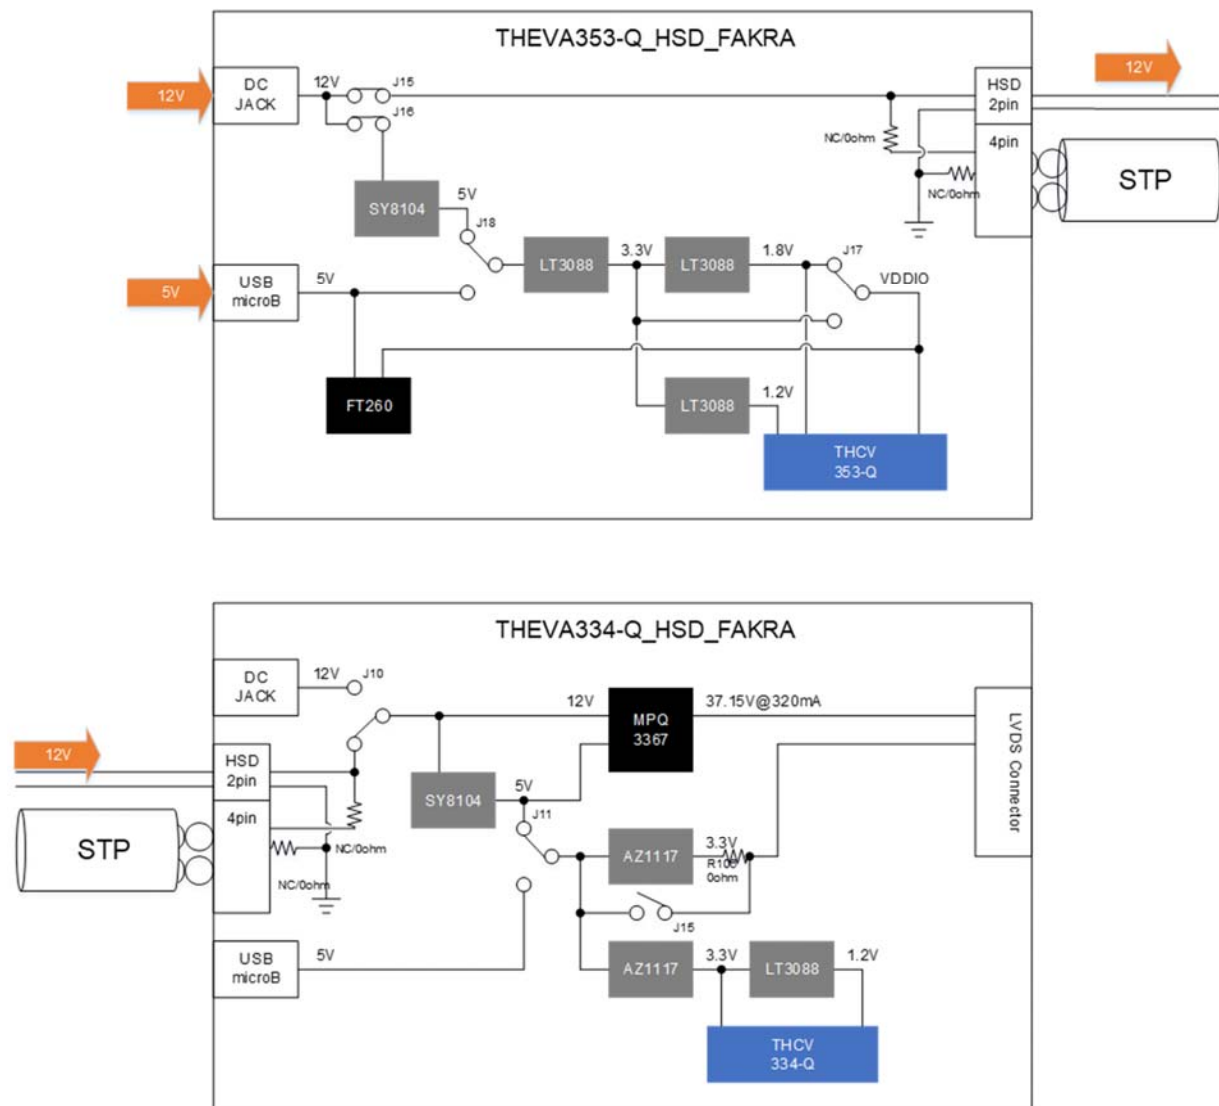 THEVA353-Q_HSD_FAKRA
12V
DC
JACK
12V
J15
J16
HSD
2pin
12V
NC/0ohm
4pin
NC/0ohm
STP
SY8104
5V
J18
LT3088
3.3V
LT3088
1.8V
J17
VDDIO
5V
USB
microB
5V
FT260
LT3088
1.2V
THCV
353-Q
THEVA334-Q_HSD_FAKRA
DC
JACK
12V
J10
12V
MPQ
3367
37.15V@320mA
LVDS Connector
12V
HSD
2pin
4pin
STP
NC/0ohm
NC/0ohm
SY8104
5V
J11
AZ1117
3.3V
0ohm
J15
USB
microB
5V
AZ1117
3.3V
LT3088
1.2V
THCV
334-Q